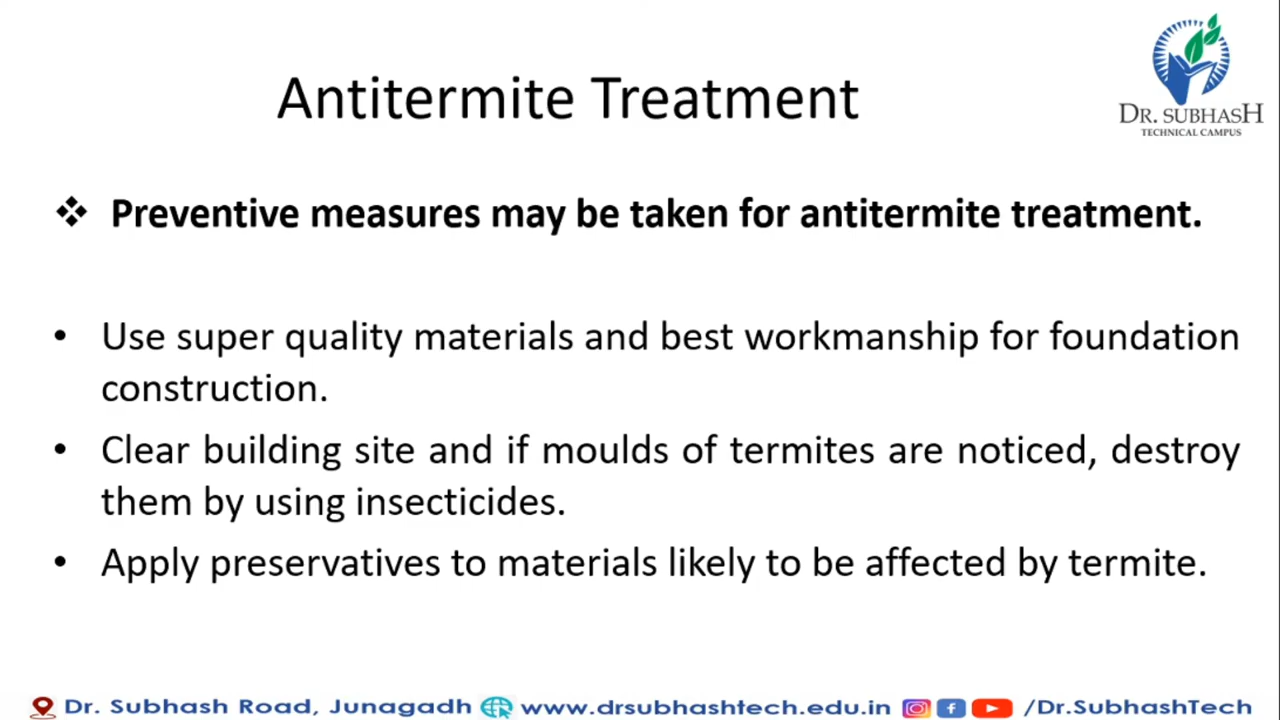 Antitermite Treatment
DR. SUBHASH
TECHNICAL CAMPUS
❖ Preventive measures may be taken for antitermite treatment.
• Use super quality materials and best workmanship for foundation
construction.
• Clear building site and if moulds of termites are noticed, destroy
them by using insecticides.
• Apply preservatives to materials likely to be affected by termite.
Dr. Subhash Road, Junagadh www.drsubhashtech.edu.in /Dr.SubhashTech